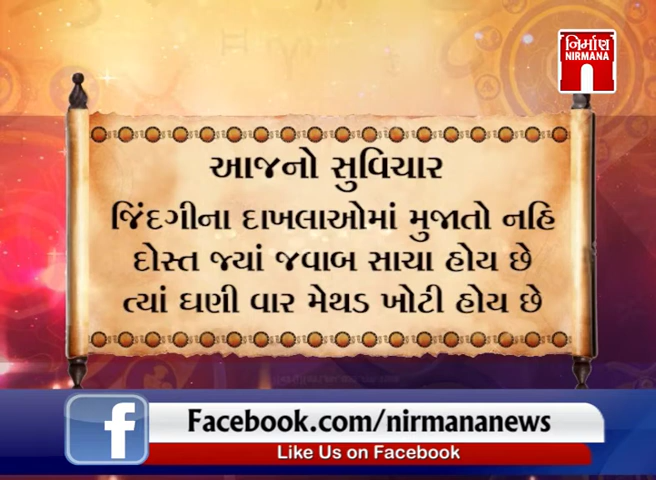 નિર્માણ
NIRMANA
આજનો સુવિચાર
જિંદગીના દાખલાઓમાં મુજાતો નહિ
દોસ્ત જ્યાં જવાબ સાચા હોય છે
ત્યાં ઘણી વાર મેથડ ખોટી હોય છે
Facebook.com/nirmananews
Like Us on Facebook